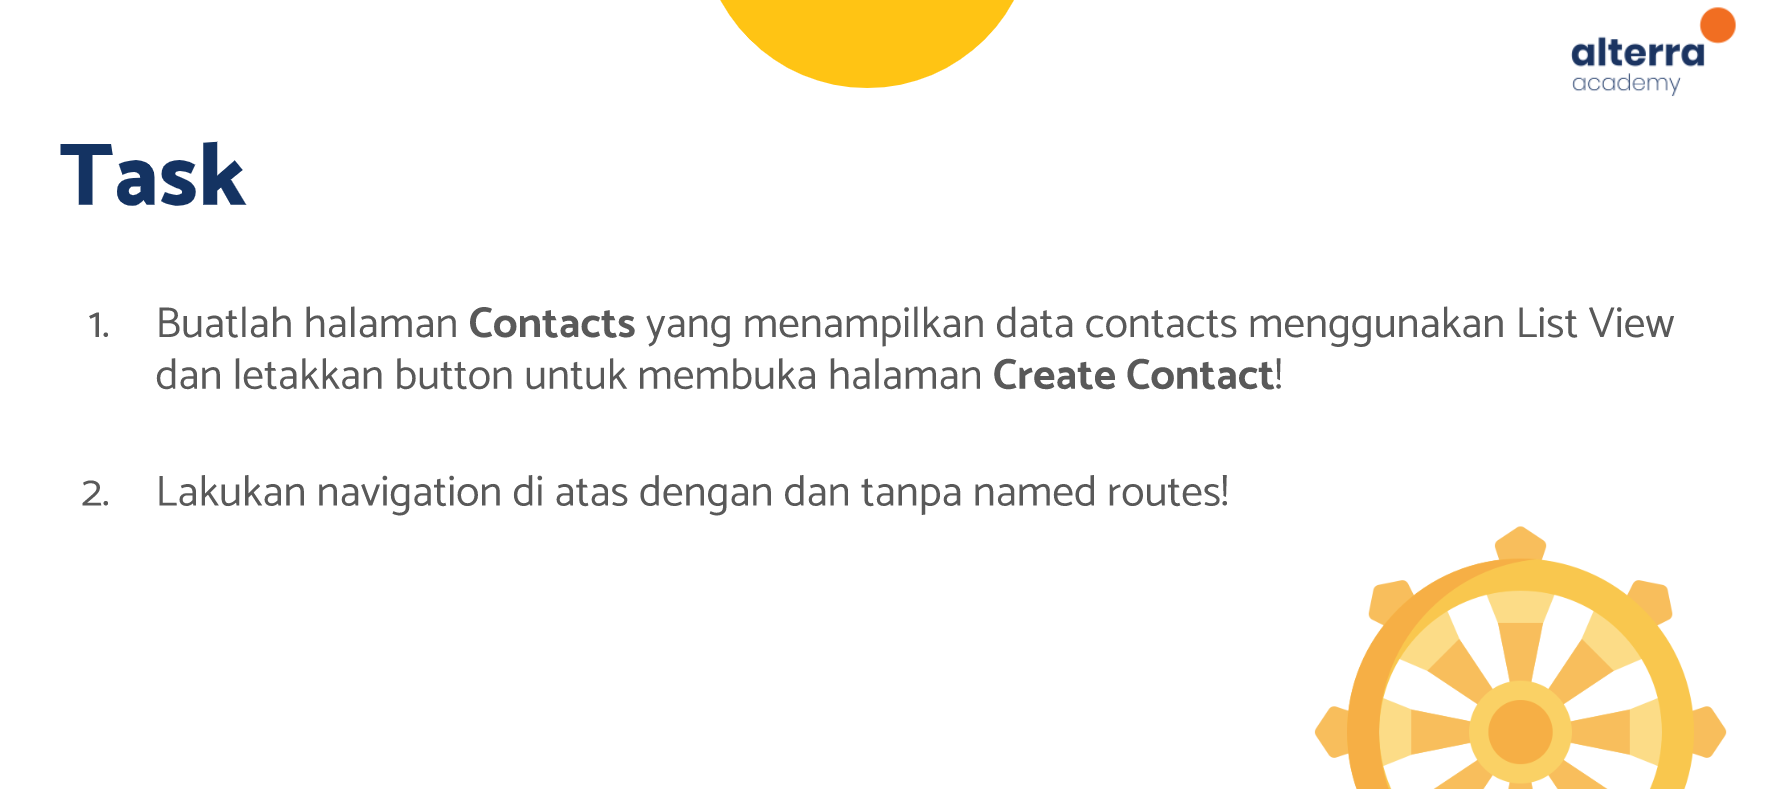 alterra
academy
Task
1. Buatlah halaman Contacts yang menampilkan data contacts menggunakan List View
dan letakkan button untuk membuka halaman Create Contact!
2. Lakukan navigation di atas dengan dan tanpa named routes!